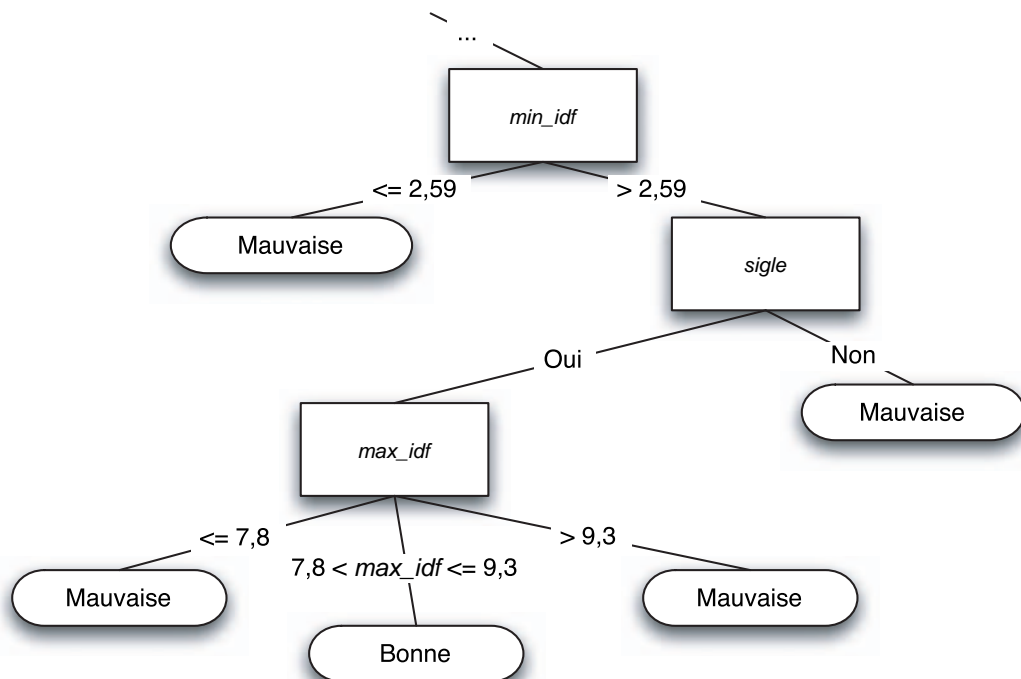 ...
min_idf
<= 2,59
> 2,59
Mauvaise
sigle
Oui
Non
Mauvaise
max_idf
<= 7,8
7,8 < max_idf <= 9,3
> 9,3
Mauvaise
Mauvaise
Bonne